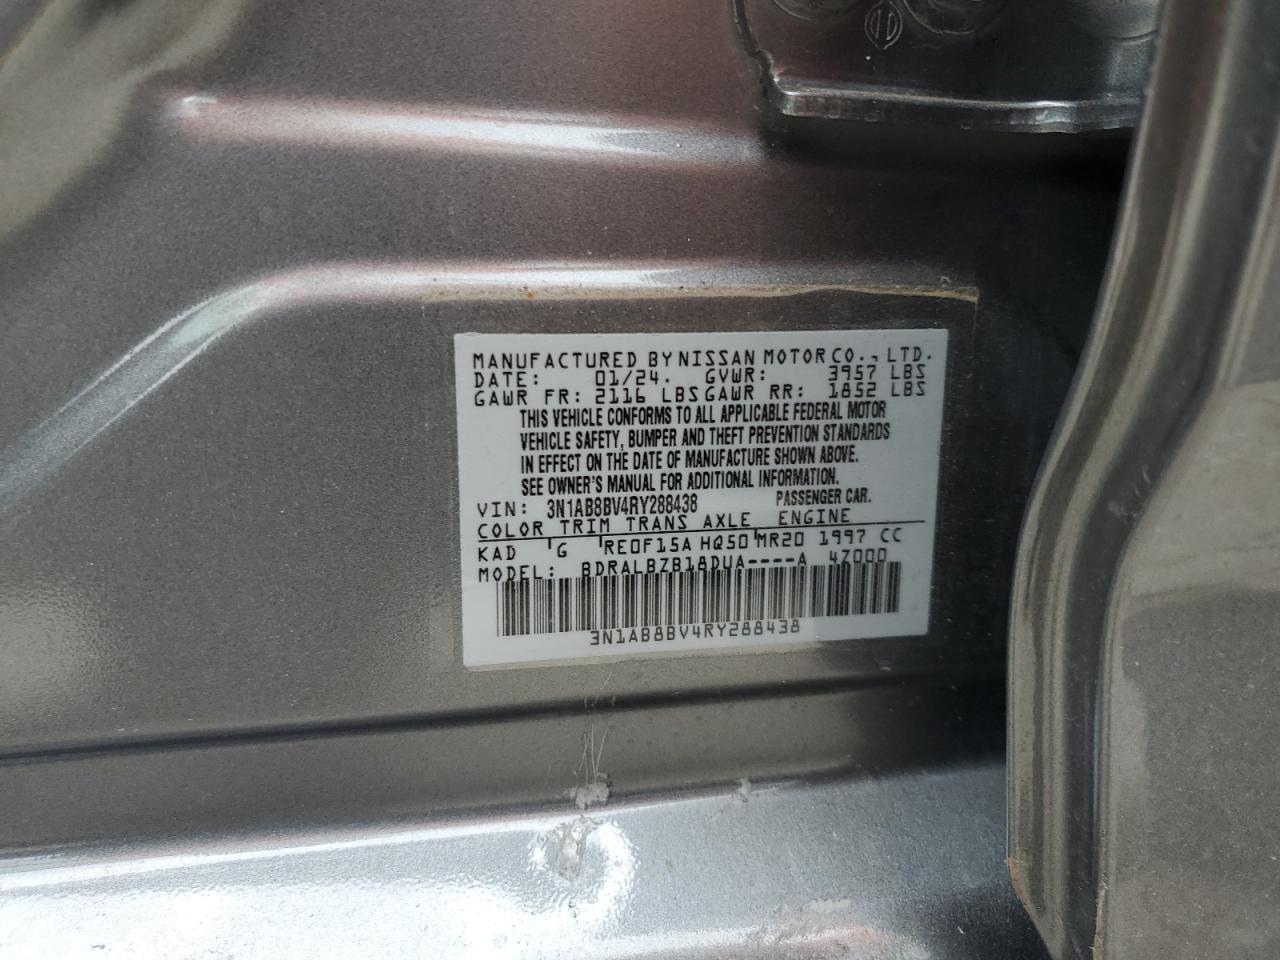 MANUFACTURED BY NISSAN MOTOR CO., LTD.
DATE: 01/24. GVWR: 3957 LBS
GAWR FR: 2116 LBS GAWR RR: 1852 LBS
THIS VEHICLE CONFORMS TO ALL APPLICABLE FEDERAL MOTOR
VEHICLE SAFETY, BUMPER AND THEFT PREVENTION STANDARDS
IN EFFECT ON THE DATE OF MANUFACTURE SHOWN ABOVE.
SEE OWNER'S MANUAL FOR ADDITIONAL INFORMATION.
VIN: 3N1AB8BV4RY288438 PASSENGER CAR.
COLOR TRIM TRANS AXLE ENGINE
KAD G RE0F15A HQ50 MR20 1997 CC
MODEL: BDRALBZB18DUA----A 47000
3N1AB8BV4RY288438